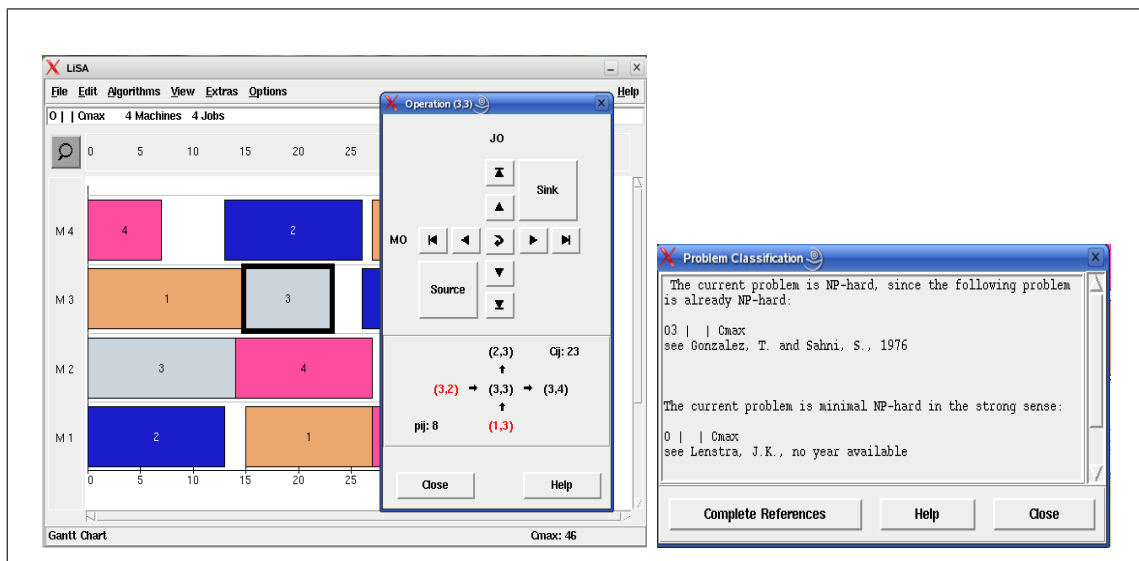 LiSA
File Edit Algorithms View Extras Options Help
O | | Cmax 4 Machines 4 Jobs
0 5 10 15 20 25
M 4 4 2
M 3 1 3
M 2 3 4
M 1 2 1
0 5 10 15 20 25
Gantt Chart Cmax: 46
Operation (3,3)
JO
Sink
MO
Source
(2,3) Cij: 23
(3,2) (3,3) (3,4)
pij: 8 (1,3)
Close Help
Problem Classification
The current problem is NP-hard, since the following problem
is already NP-hard:
O3 | | Cmax
see Gonzalez, T. and Sahni, S., 1976
The current problem is minimal NP-hard in the strong sense:
O | | Cmax
see Lenstra, J.K., no year available
Complete References Help Close